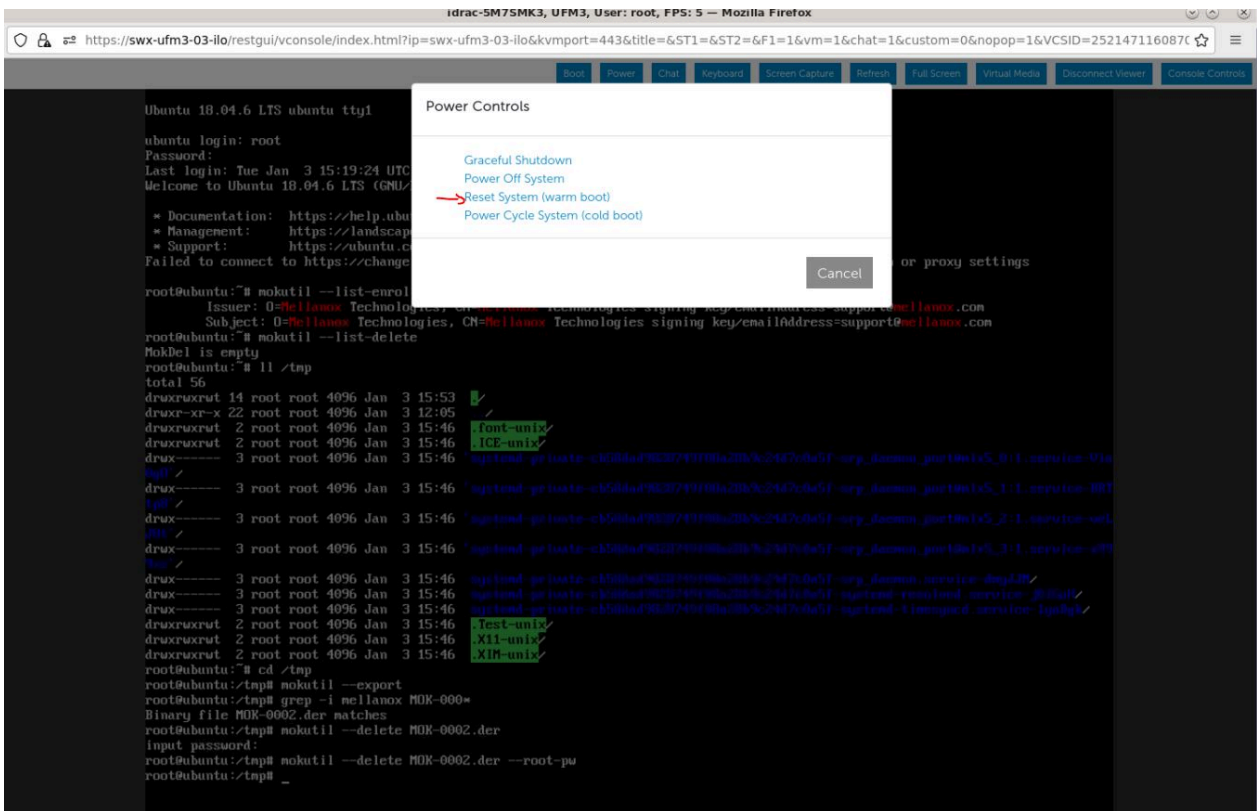 idrac-5M7SMK3, UFM3, User: root, FPS: 5 — Mozilla Firefox
https://swx-ufm3-03-ilo/restgui/vconsole/index.html?ip=swx-ufm3-03-ilo&kvmport=443&title=&ST1=&ST2=&F1=1&vm=1&chat=1&custom=0&nopop=1&VCSID=2521471160870
Boot Power Chat Keyboard Screen Capture Refresh Full Screen Virtual Media Disconnect Viewer Console Controls
Power Controls
Graceful Shutdown
Power Off System
Reset System (warm boot)
Power Cycle System (cold boot)
Cancel
Ubuntu 18.04.6 LTS ubuntu tty1
ubuntu login: root
Password:
Last login: Tue Jan  3 15:19:24 UTC
Welcome to Ubuntu 18.04.6 LTS (GNU/
* Documentation:  https://help.ubu
* Management:     https://landscap
* Support:        https://ubuntu.c
Failed to connect to https://change or proxy settings
root@ubuntu:~# mokutil --list-enrol
Issuer: O=Mellanox Technologies, CN=Mellanox Technologies signing key/emailAddress=support@mellanox.com
Subject: O=Mellanox Technologies, CN=Mellanox Technologies signing key/emailAddress=support@mellanox.com
root@ubuntu:~# mokutil --list-delete
MokDel is empty
root@ubuntu:~# ll /tmp
total 56
drwxrwxrwt 14 root root 4096 Jan  3 15:53 ./
drwxr-xr-x 22 root root 4096 Jan  3 12:05 /
drwxrwxrwt  2 root root 4096 Jan  3 15:46 .font-unix/
drwxrwxrwt  2 root root 4096 Jan  3 15:46 .ICE-unix/
drwx------  3 root root 4096 Jan  3 15:46
drwx------  3 root root 4096 Jan  3 15:46
drwx------  3 root root 4096 Jan  3 15:46
drwx------  3 root root 4096 Jan  3 15:46
drwx------  3 root root 4096 Jan  3 15:46
drwx------  3 root root 4096 Jan  3 15:46
drwx------  3 root root 4096 Jan  3 15:46
drwxrwxrwt  2 root root 4096 Jan  3 15:46 .Test-unix/
drwxrwxrwt  2 root root 4096 Jan  3 15:46 .X11-unix/
drwxrwxrwt  2 root root 4096 Jan  3 15:46 .XIM-unix/
root@ubuntu:~# cd /tmp
root@ubuntu:/tmp# mokutil --export
root@ubuntu:/tmp# grep -i mellanox MOK-000*
Binary file MOK-0002.der matches
root@ubuntu:/tmp# mokutil --delete MOK-0002.der
input password:
root@ubuntu:/tmp# mokutil --delete MOK-0002.der --root-pw
root@ubuntu:/tmp# _